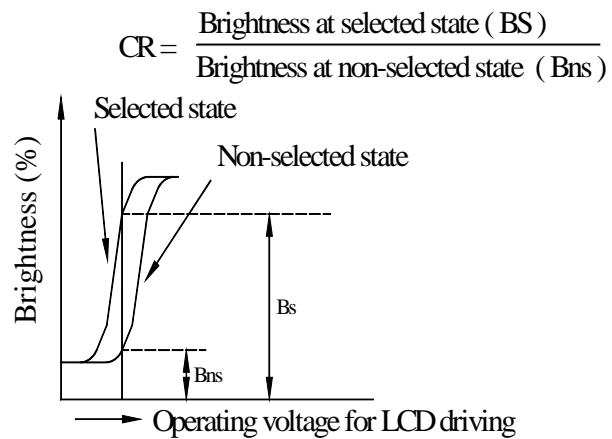 CR = Brightness at selected state ( BS )
Brightness at non-selected state ( Bns )
Selected state
Non-selected state
Brightness (%)
Bs
Bns
Operating voltage for LCD driving